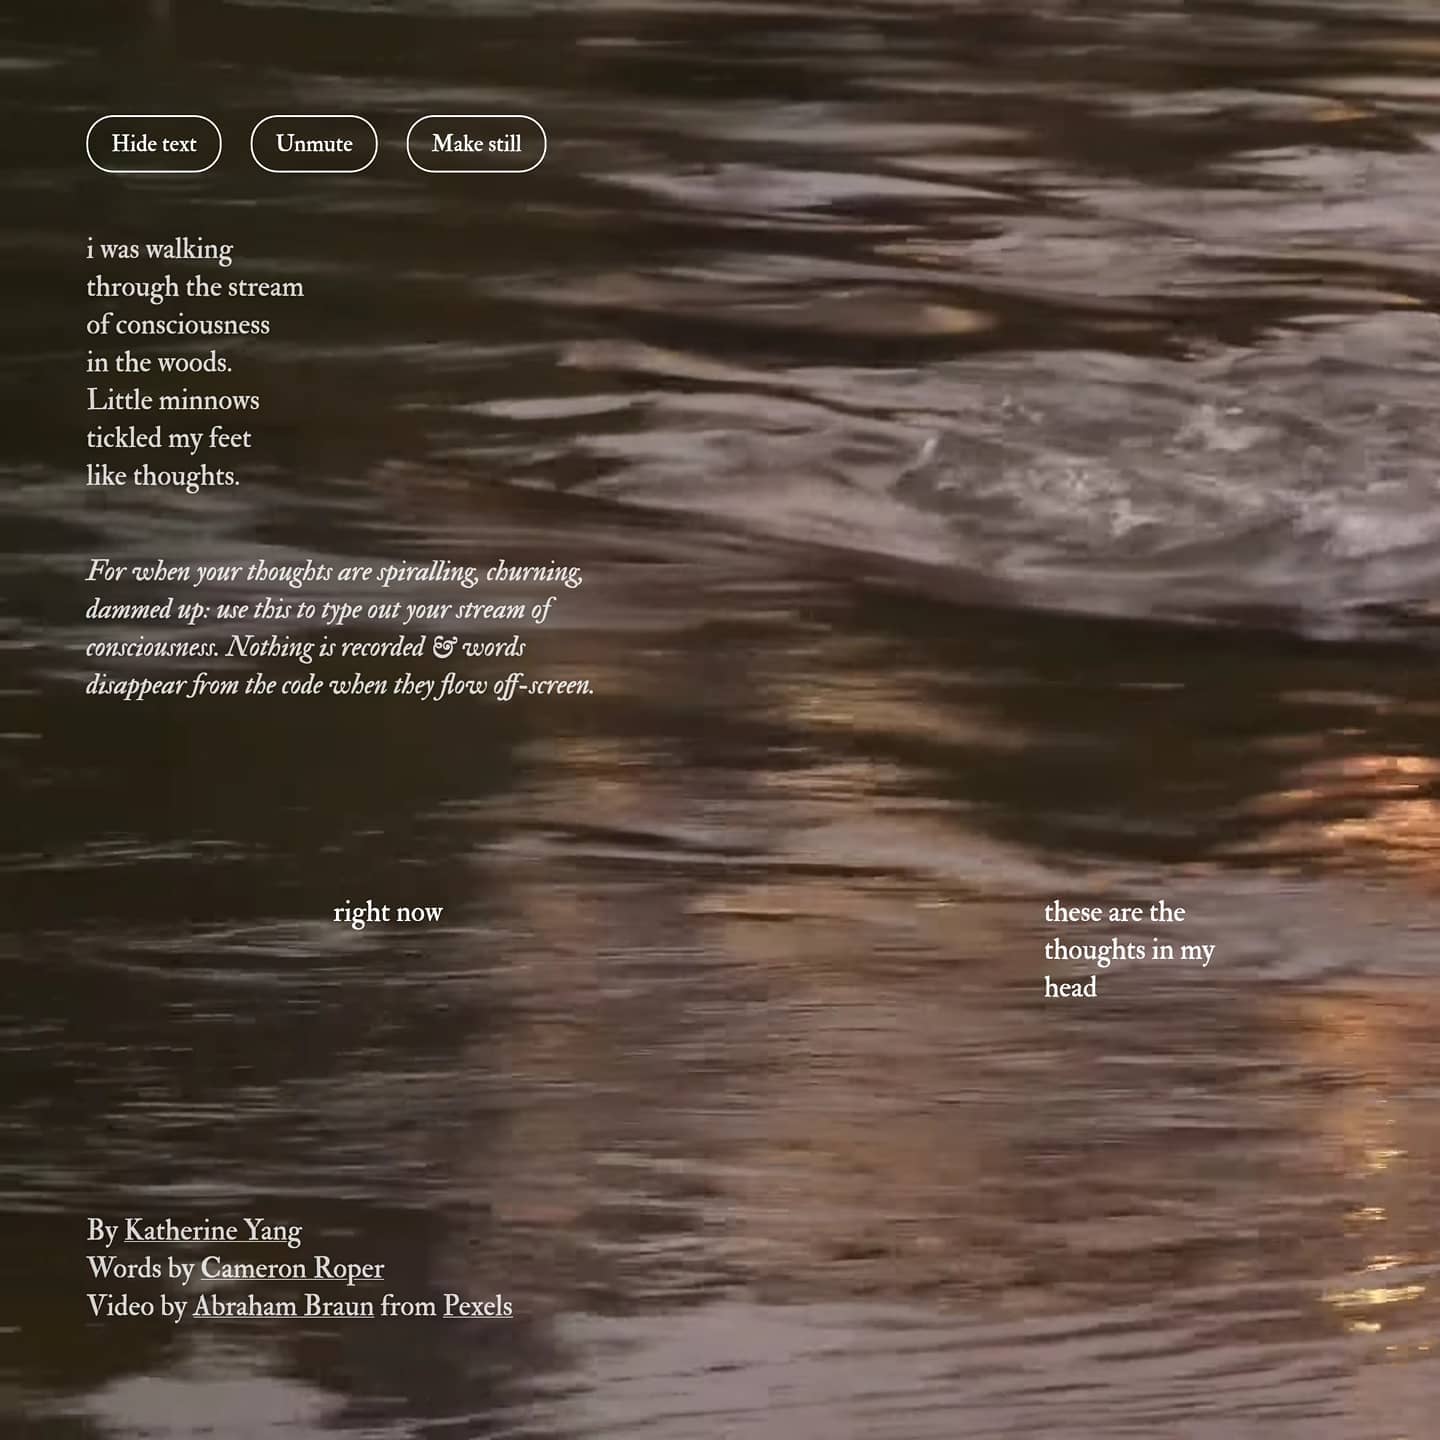 Hide text
Unmute
Make still
i was walking
through the stream
of consciousness
in the woods.
Little minnows
tickled my feet
like thoughts.
For when your thoughts are spiralling, churning,
dammed up: use this to type out your stream of
consciousness. Nothing is recorded & words
disappear from the code when they flow off-screen.
right now
these are the
thoughts in my
head
By Katherine Yang
Words by Cameron Roper
Video by Abraham Braun from Pexels